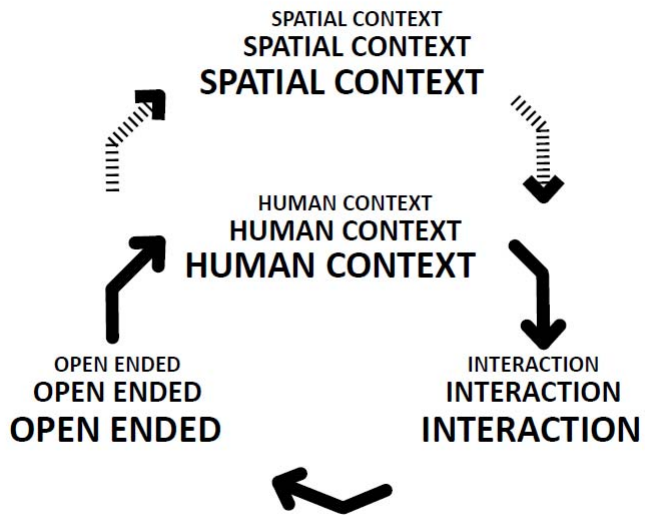 SPATIAL CONTEXT
SPATIAL CONTEXT
SPATIAL CONTEXT
HUMAN CONTEXT
HUMAN CONTEXT
HUMAN CONTEXT
OPEN ENDED
OPEN ENDED
OPEN ENDED
INTERACTION
INTERACTION
INTERACTION